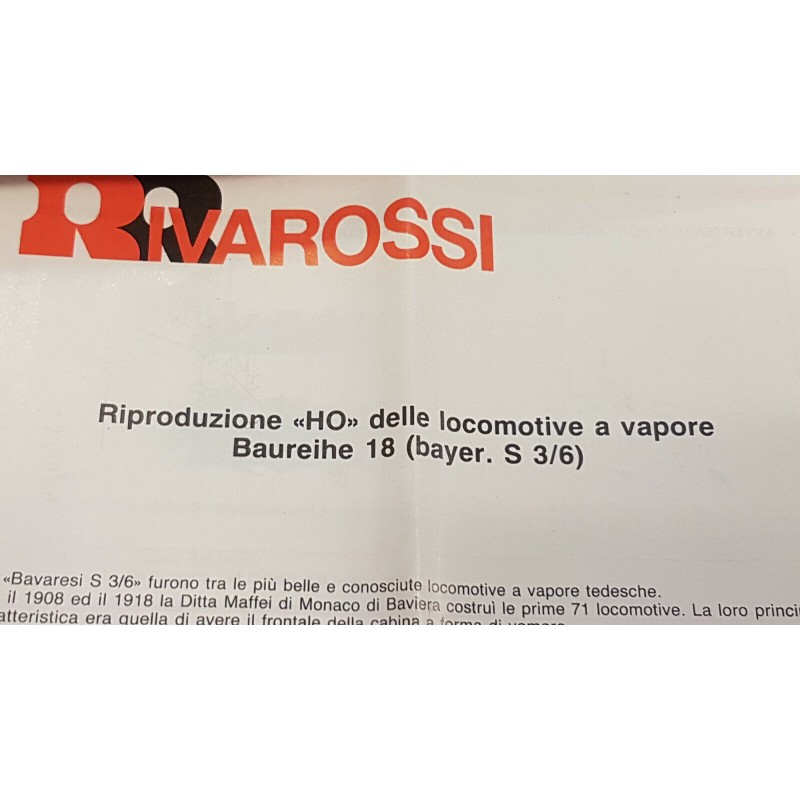 RIVAROSSI
Riproduzione «HO» delle locomotive a vapore
Baureihe 18 (bayer. S 3/6)
«Bavaresi S 3/6» furono tra le più belle e conosciute locomotive a vapore tedesche.
il 1908 ed il 1918 la Ditta Maffei di Monaco di Baviera costruì le prime 71 locomotive. La loro princi
atteristica era quella di avere il frontale della cabina a forma di